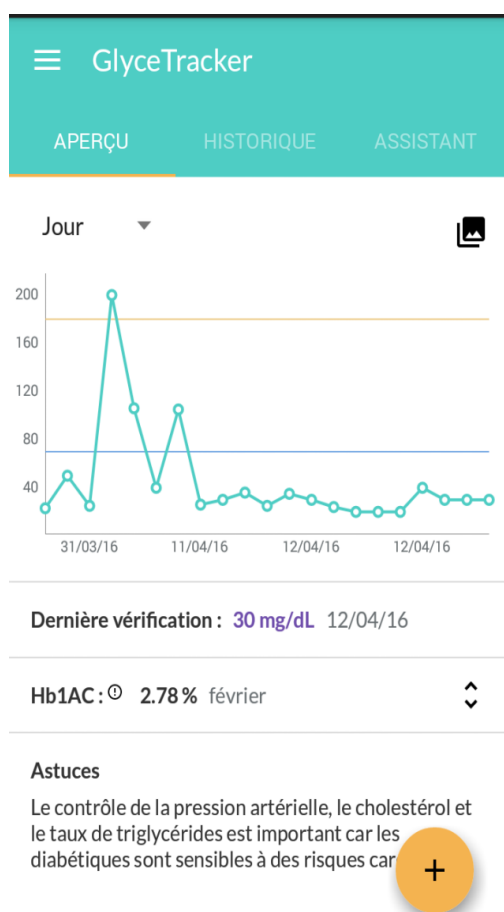 GlyceTracker
APERÇU HISTORIQUE ASSISTANT
Jour
200
160
120
80
40
31/03/16 11/04/16 12/04/16 12/04/16
Dernière vérification : 30 mg/dL 12/04/16
Hb1AC : 2.78 % février
Astuces
Le contrôle de la pression artérielle, le cholestérol et
le taux de triglycérides est important car les
diabétiques sont sensibles à des risques car
+